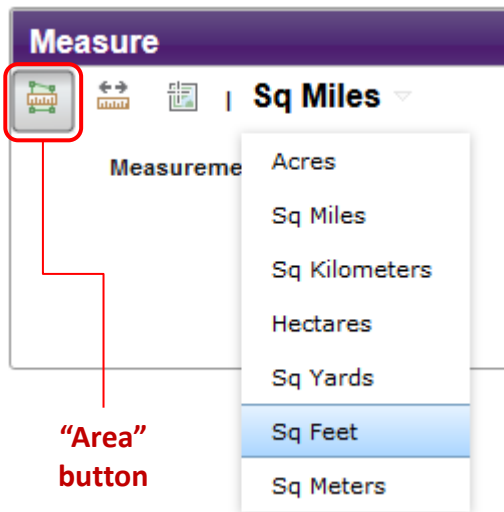 Measure
| Sq Miles
Measureme
Acres
Sq Miles
Sq Kilometers
Hectares
Sq Yards
Sq Feet
Sq Meters
“Area”
button